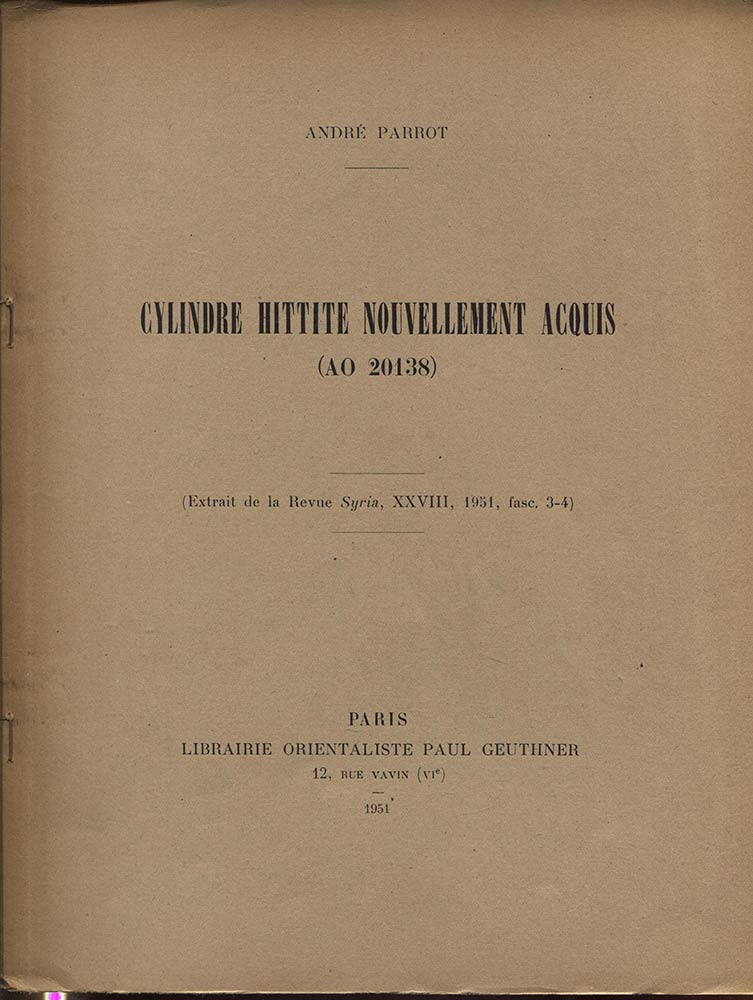 ANDRÉ PARROT
CYLINDRE HITTITE NOUVELLEMENT ACQUIS
(AO 20138)
(Extrait de la Revue Syria, XXVIII, 1951, fasc. 3-4)
PARIS
LIBRAIRIE ORIENTALISTE PAUL GEUTHNER
12, RUE VAVIN (VIe)
1951